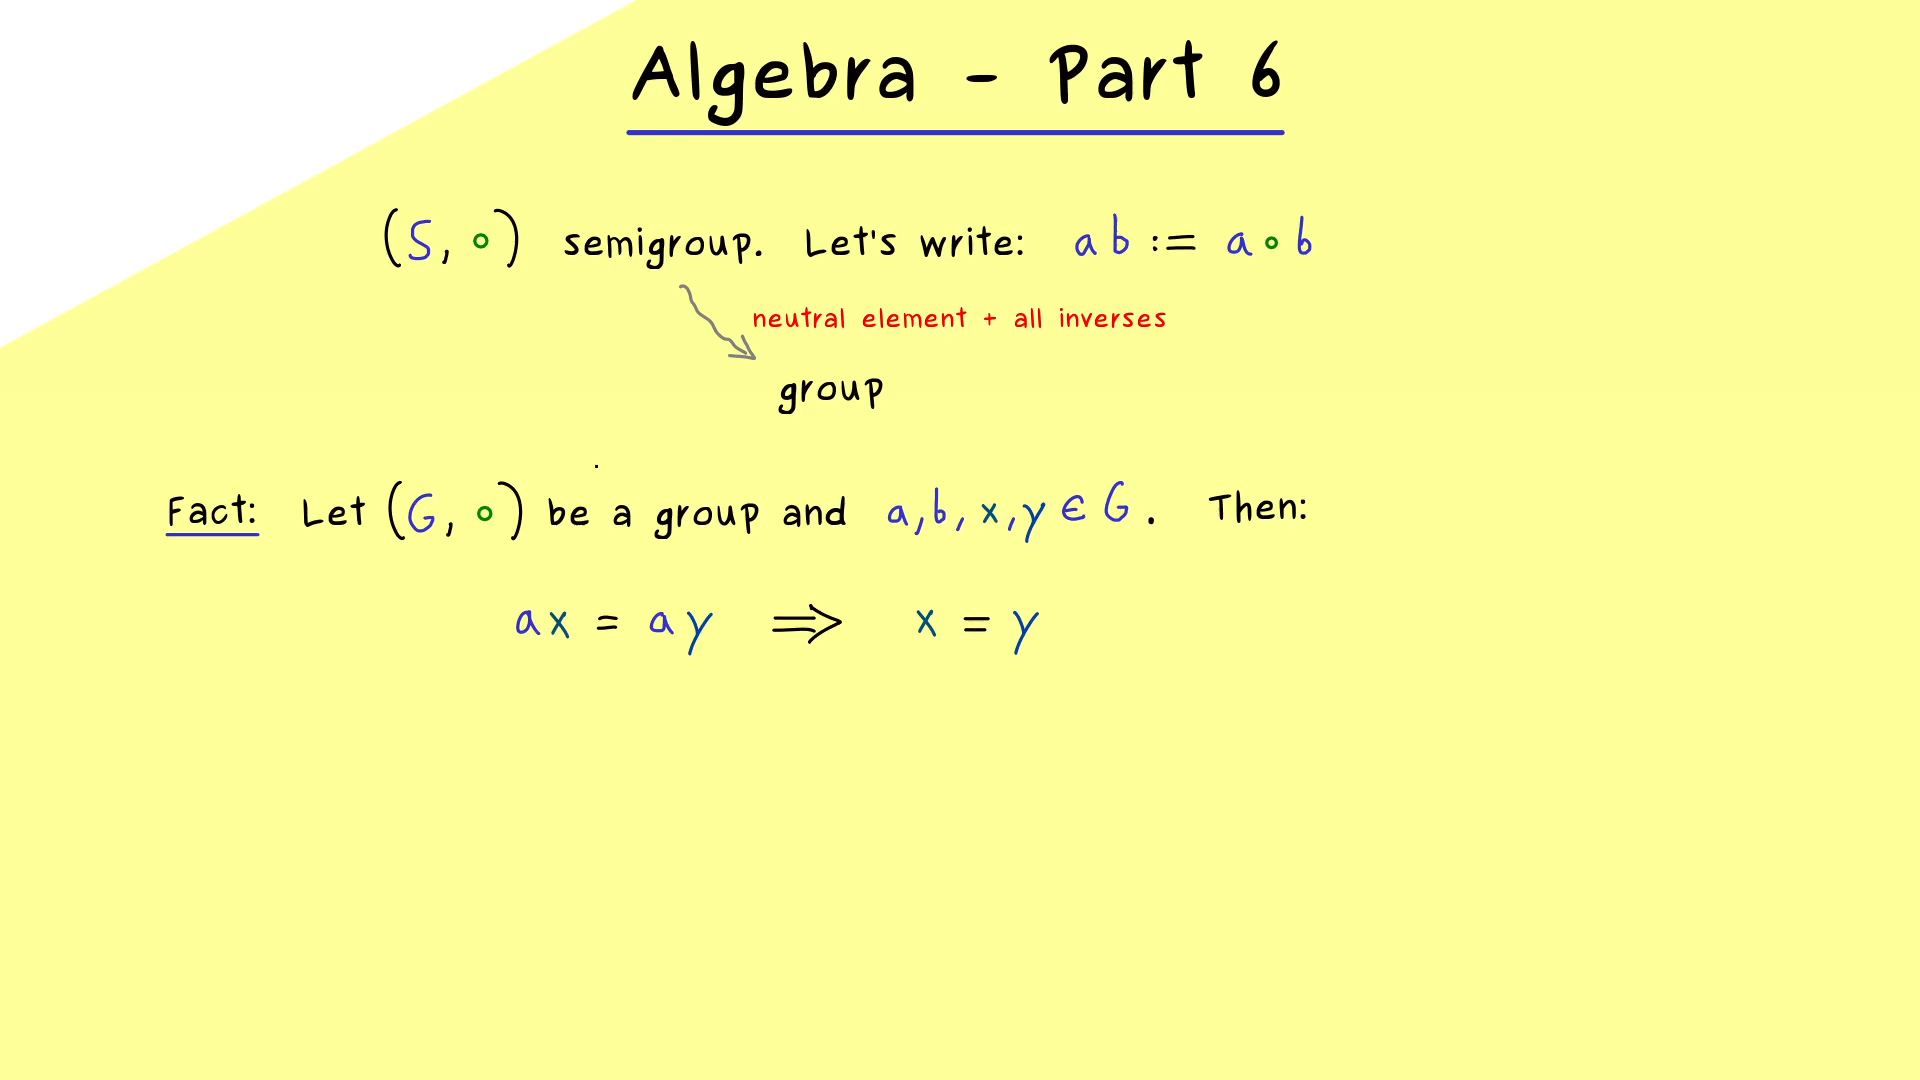 Algebra - Part 6
(S, ∘) semigroup. Let's write: ab := a∘b
neutral element + all inverses
group
Fact: Let (G, ∘) be a group and a, b, x, y ∈ G. Then:
ax = ay ⟹ x = y